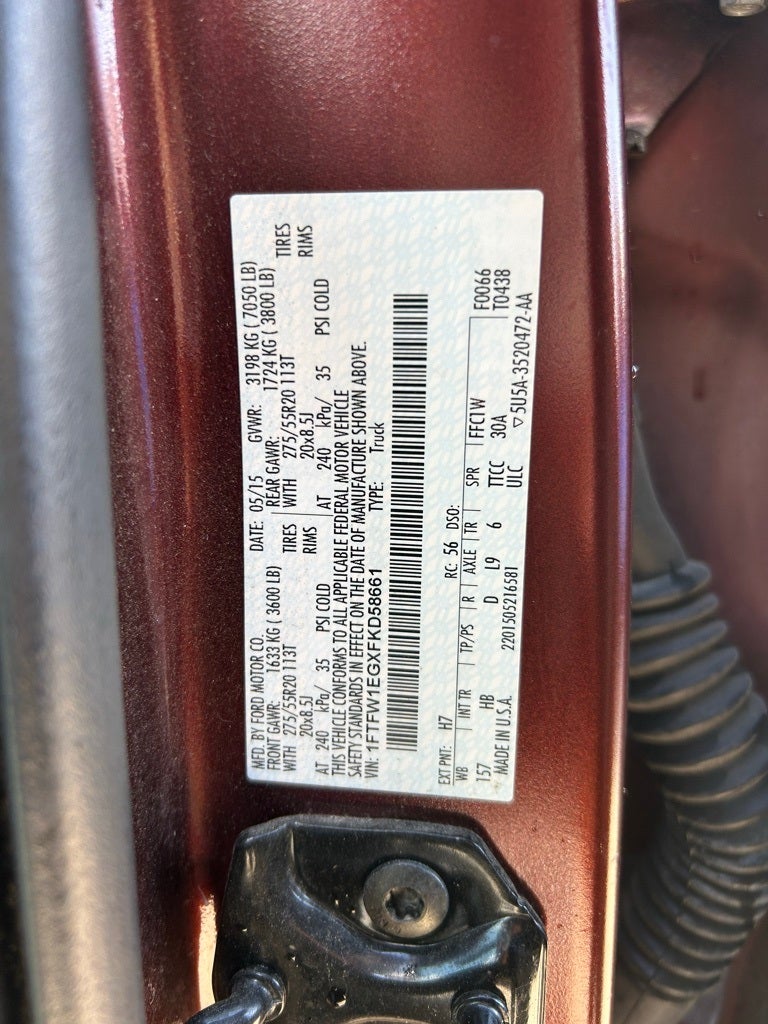 MFD. BY FORD MOTOR CO. DATE: 05/15 GVWR: 3198 KG ( 7050 LB)
FRONT GAWR: 1633 KG ( 3600 LB) REAR GAWR: 1724 KG ( 3800 LB)
WITH 275/55R20 113T TIRES WITH 275/55R20 113T TIRES
20x8.5J RIMS 20x8.5J RIMS
AT 240 kPa/ 35 PSI COLD AT 240 kPa/ 35 PSI COLD
THIS VEHICLE CONFORMS TO ALL APPLICABLE FEDERAL MOTOR VEHICLE
SAFETY STANDARDS IN EFFECT ON THE DATE OF MANUFACTURE SHOWN ABOVE.
VIN: 1FTFW1EGXFKD58661 TYPE: Truck
EXT PNT: H7 RC: 56 DSO: F0066
WB INT TR TP/PS R AXLE TR SPR FFC1W T0438
157 HB D L9 6 TTCC 30A
MADE IN U.S.A. 2201505216581 ULC ▽5U5A-3520472-AA